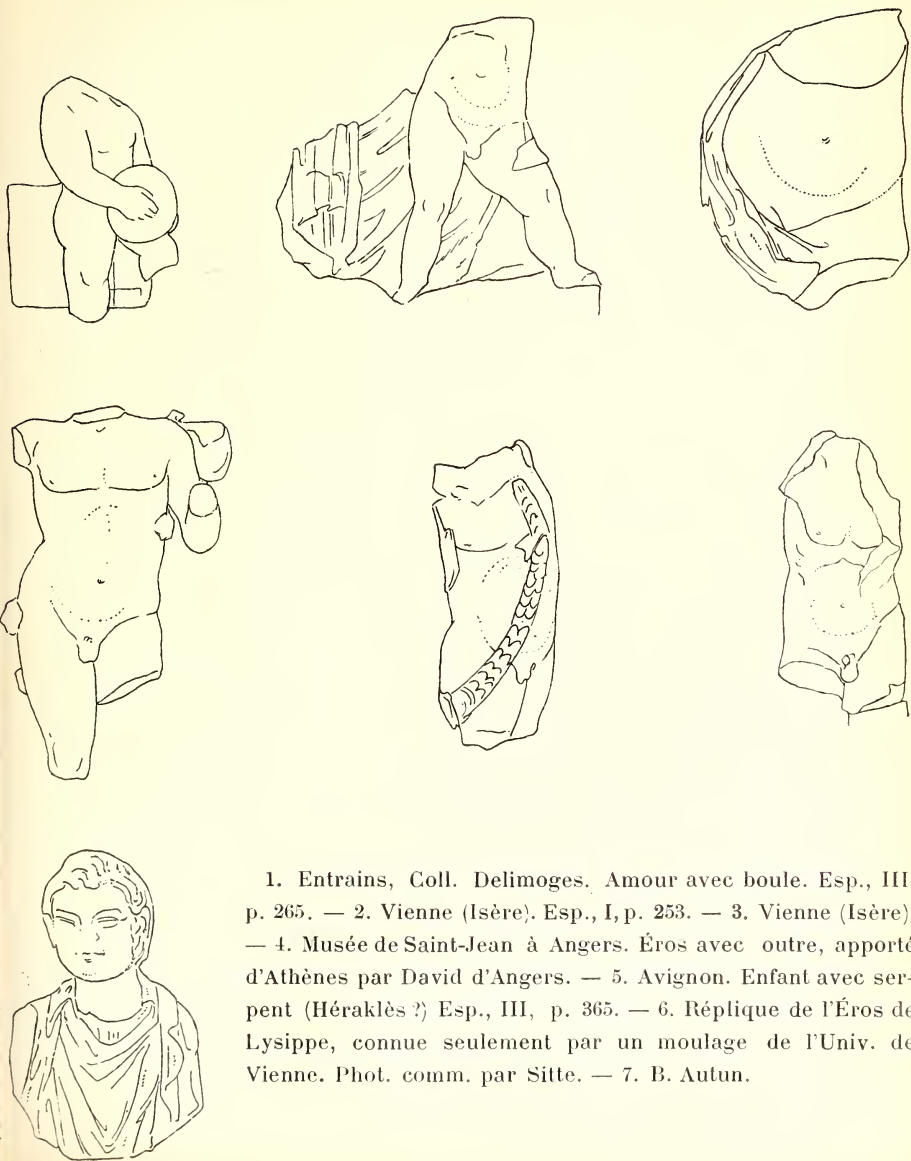 1. Entrains, Coll. Delimoges. Amour avec boule. Esp., III
p. 265. — 2. Vienne (Isère). Esp., I, p. 253. — 3. Vienne (Isère)
— 4. Musée de Saint-Jean à Angers. Éros avec outre, apporté
d'Athènes par David d'Angers. — 5. Avignon. Enfant avec ser-
pent (Héraklès ?) Esp., III, p. 365. — 6. Réplique de l'Éros de
Lysippe, connue seulement par un moulage de l'Univ. de
Vienne. Phot. comm. par Sitte. — 7. B. Autun.